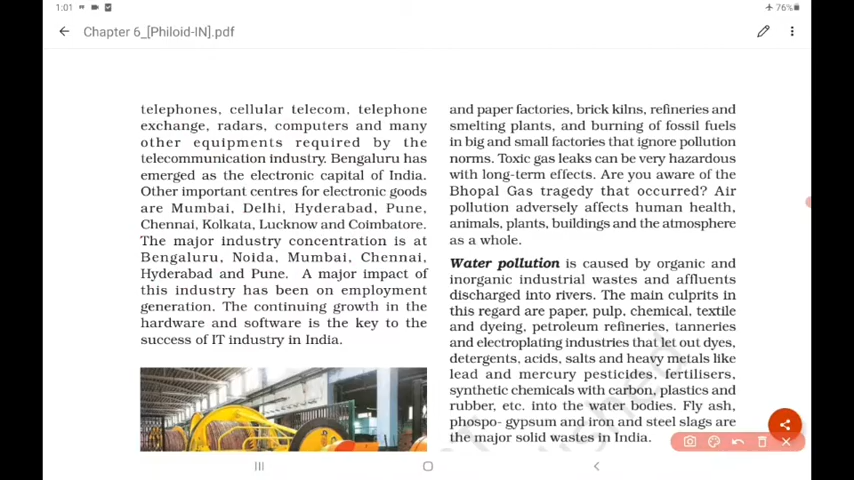 1:01
76%
Chapter 6_[Philoid-IN].pdf
telephones, cellular telecom, telephone
exchange, radars, computers and many
other equipments required by the
telecommunication industry. Bengaluru has
emerged as the electronic capital of India.
Other important centres for electronic goods
are Mumbai, Delhi, Hyderabad, Pune,
Chennai, Kolkata, Lucknow and Coimbatore.
The major industry concentration is at
Bengaluru, Noida, Mumbai, Chennai,
Hyderabad and Pune. A major impact of
this industry has been on employment
generation. The continuing growth in the
hardware and software is the key to the
success of IT industry in India.
and paper factories, brick kilns, refineries and
smelting plants, and burning of fossil fuels
in big and small factories that ignore pollution
norms. Toxic gas leaks can be very hazardous
with long-term effects. Are you aware of the
Bhopal Gas tragedy that occurred? Air
pollution adversely affects human health,
animals, plants, buildings and the atmosphere
as a whole.
Water pollution is caused by organic and
inorganic industrial wastes and affluents
discharged into rivers. The main culprits in
this regard are paper, pulp, chemical, textile
and dyeing, petroleum refineries, tanneries
and electroplating industries that let out dyes,
detergents, acids, salts and heavy metals like
lead and mercury pesticides, fertilisers,
synthetic chemicals with carbon, plastics and
rubber, etc. into the water bodies. Fly ash,
phospo- gypsum and iron and steel slags are
the major solid wastes in India.